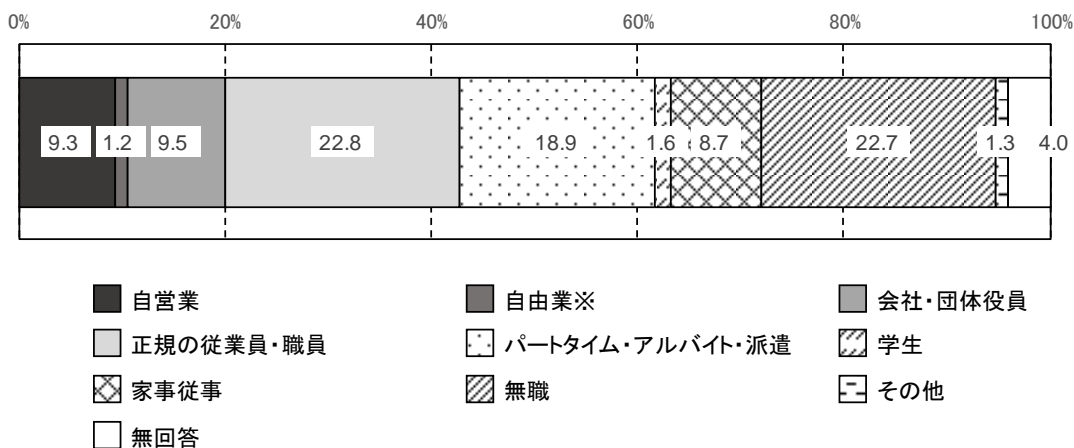 0% 20% 40% 60% 80% 100%
9.3 1.2 9.5 22.8 18.9 1.6 8.7 22.7 1.3 4.0
自営業 自由業※ 会社・団体役員
正規の従業員・職員 パートタイム・アルバイト・派遣 学生
家事従事 無職 その他
無回答